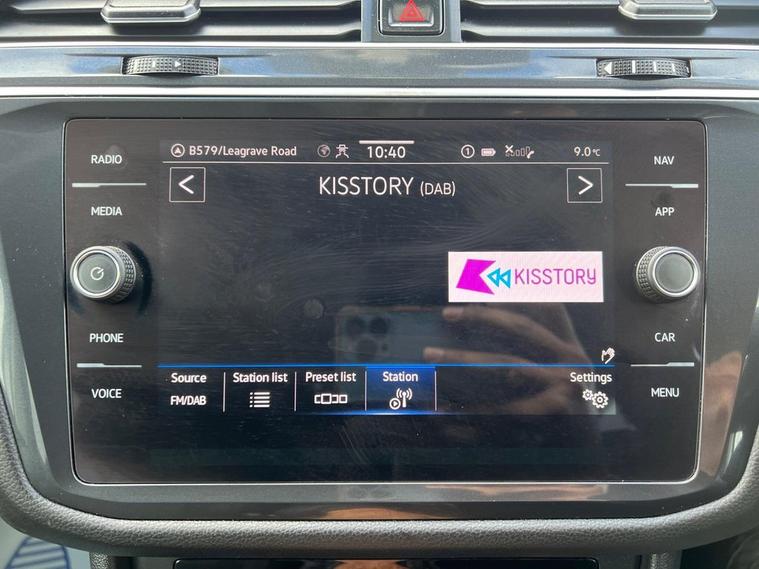 RADIO
MEDIA
PHONE
VOICE
B579/Leagrave Road
10:40
1
9.0°C
KISSTORY (DAB)
KISSTORY
Source
Station list
Preset list
Station
Settings
FM/DAB
NAV
APP
CAR
MENU